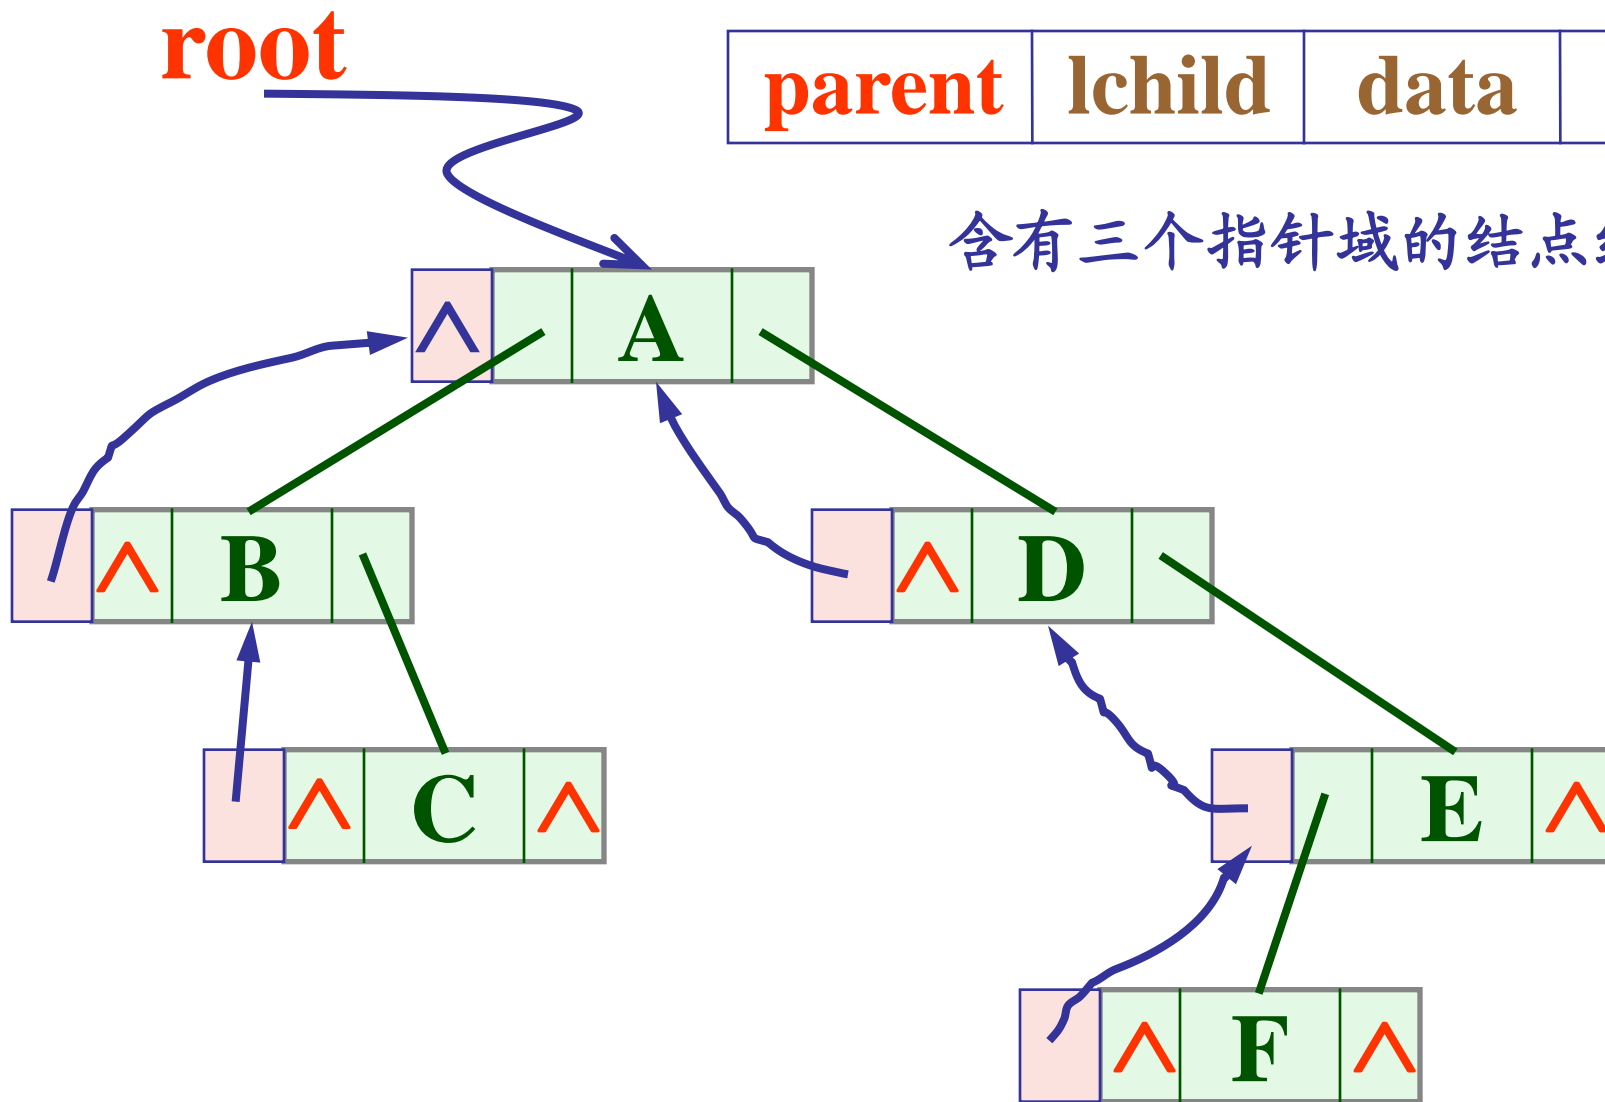 root
parent lchild data
含有三个指针域的结点
^ A
^ B
^ D
^ C ^
E ^
^ F ^